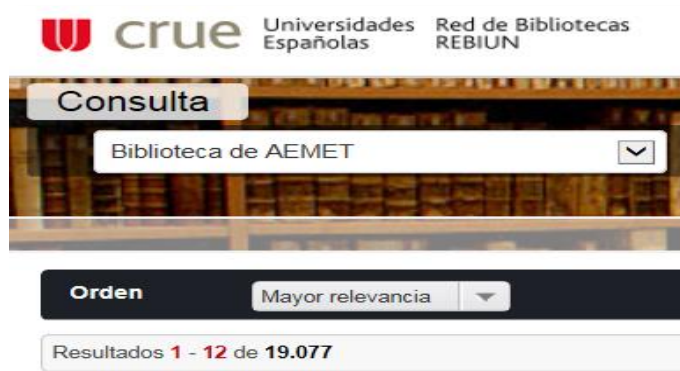 crue Universidades Españolas Red de Bibliotecas REBIUN
Consulta
Biblioteca de AEMET
Orden Mayor relevancia
Resultados 1 - 12 de 19.077